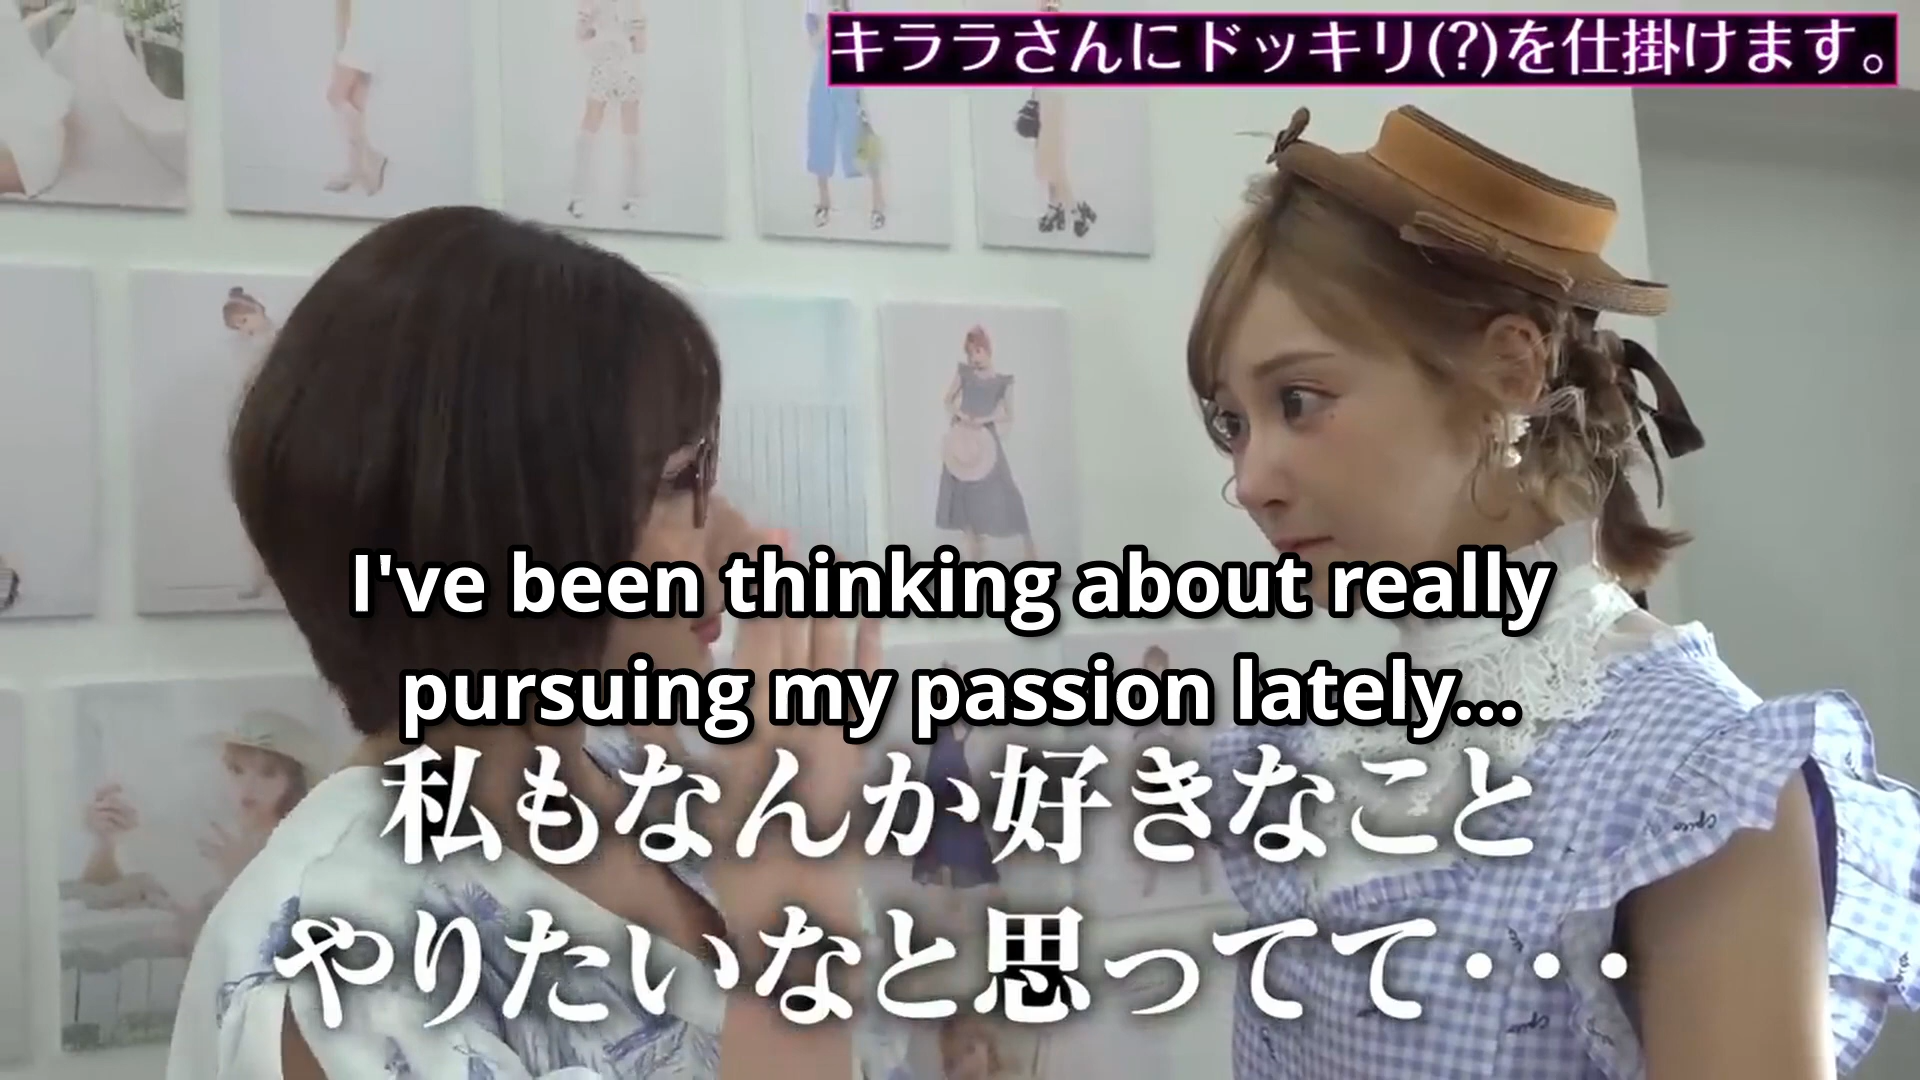 キララさんにドッキリ(?)を仕掛けます。
I've been thinking about really
pursuing my passion lately...
私もなんか好きなこと
やりたいなと思ってて・・・